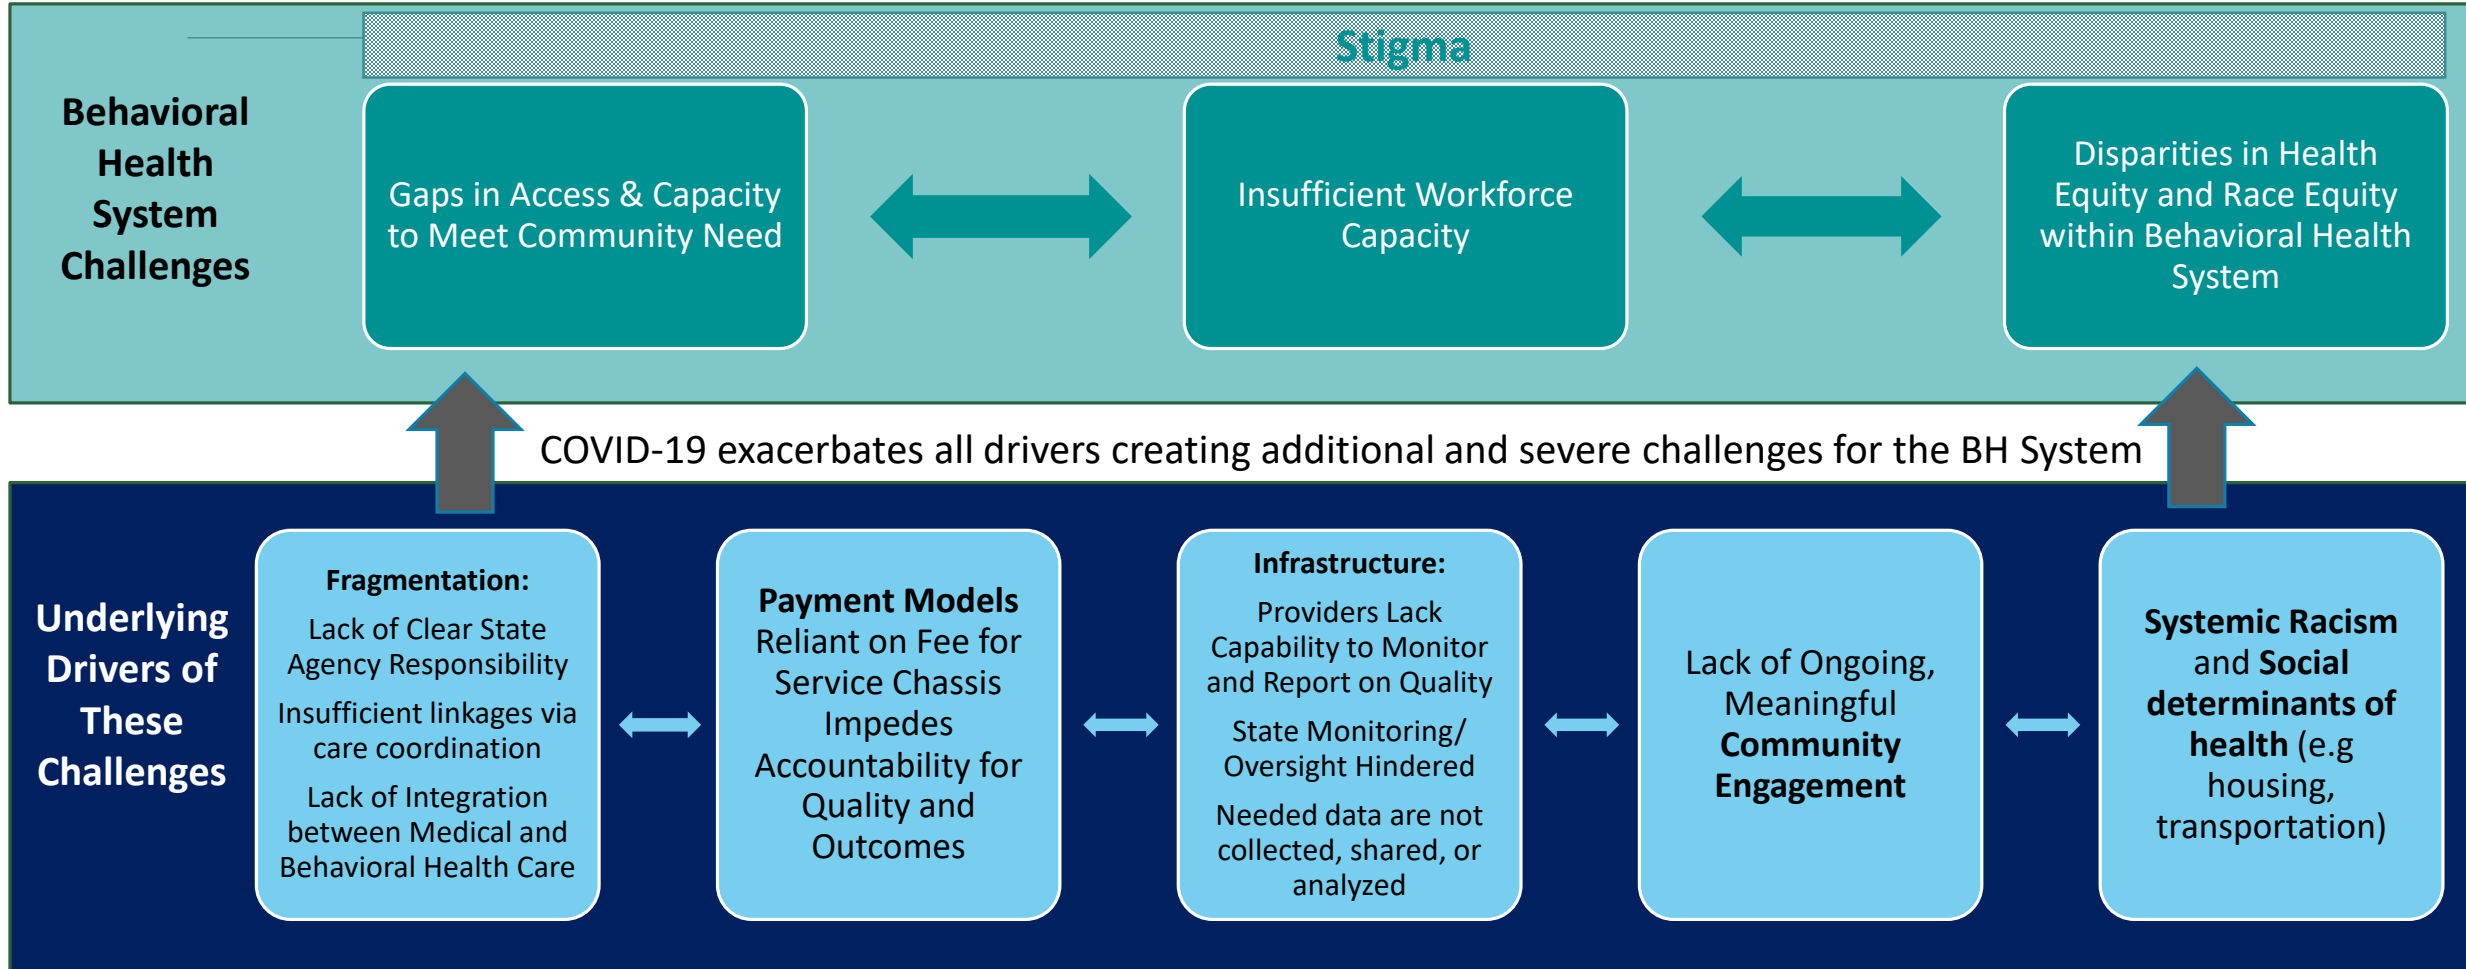 Stigma
Behavioral
Health
System
Challenges
Gaps in Access & Capacity
to Meet Community Need
Insufficient Workforce
Capacity
Disparities in Health
Equity and Race Equity
within Behavioral Health
System
COVID-19 exacerbates all drivers creating additional and severe challenges for the BH System
Underlying
Drivers of
These
Challenges
Fragmentation:
Lack of Clear State
Agency Responsibility
Insufficient linkages via
care coordination
Lack of Integration
between Medical and
Behavioral Health Care
Payment Models
Reliant on Fee for
Service Chassis
Impedes
Accountability for
Quality and
Outcomes
Infrastructure:
Providers Lack
Capability to Monitor
and Report on Quality
State Monitoring/
Oversight Hindered
Needed data are not
collected, shared, or
analyzed
Lack of Ongoing,
Meaningful
Community
Engagement
Systemic Racism
and Social
determinants of
health (e.g
housing,
transportation)